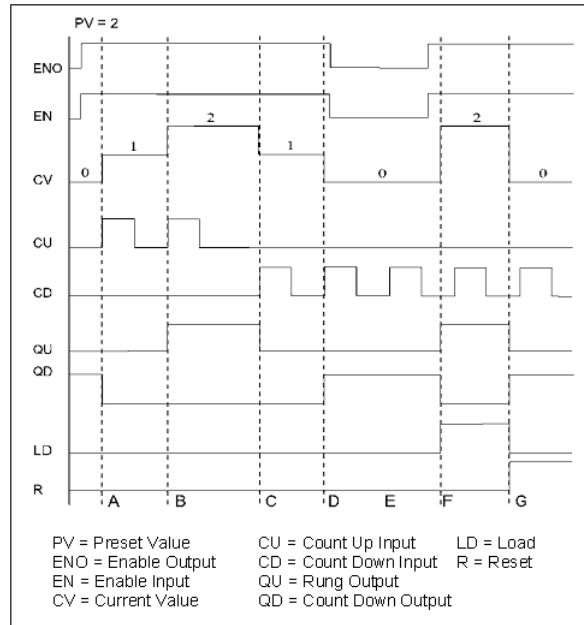 PV = 2
ENO
EN
2
1
1
2
CV
0
0
0
CU
CD
QU
QD
LD
R
A B C D E F G
PV = Preset Value CU = Count Up Input LD = Load
ENO = Enable Output CD = Count Down Input R = Reset
EN = Enable Input QU = Rung Output
CV = Current Value QD = Count Down Output